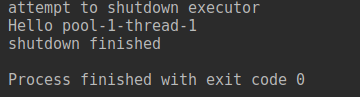 attempt to shutdown executor
Hello pool-1-thread-1
shutdown finished
Process finished with exit code 0